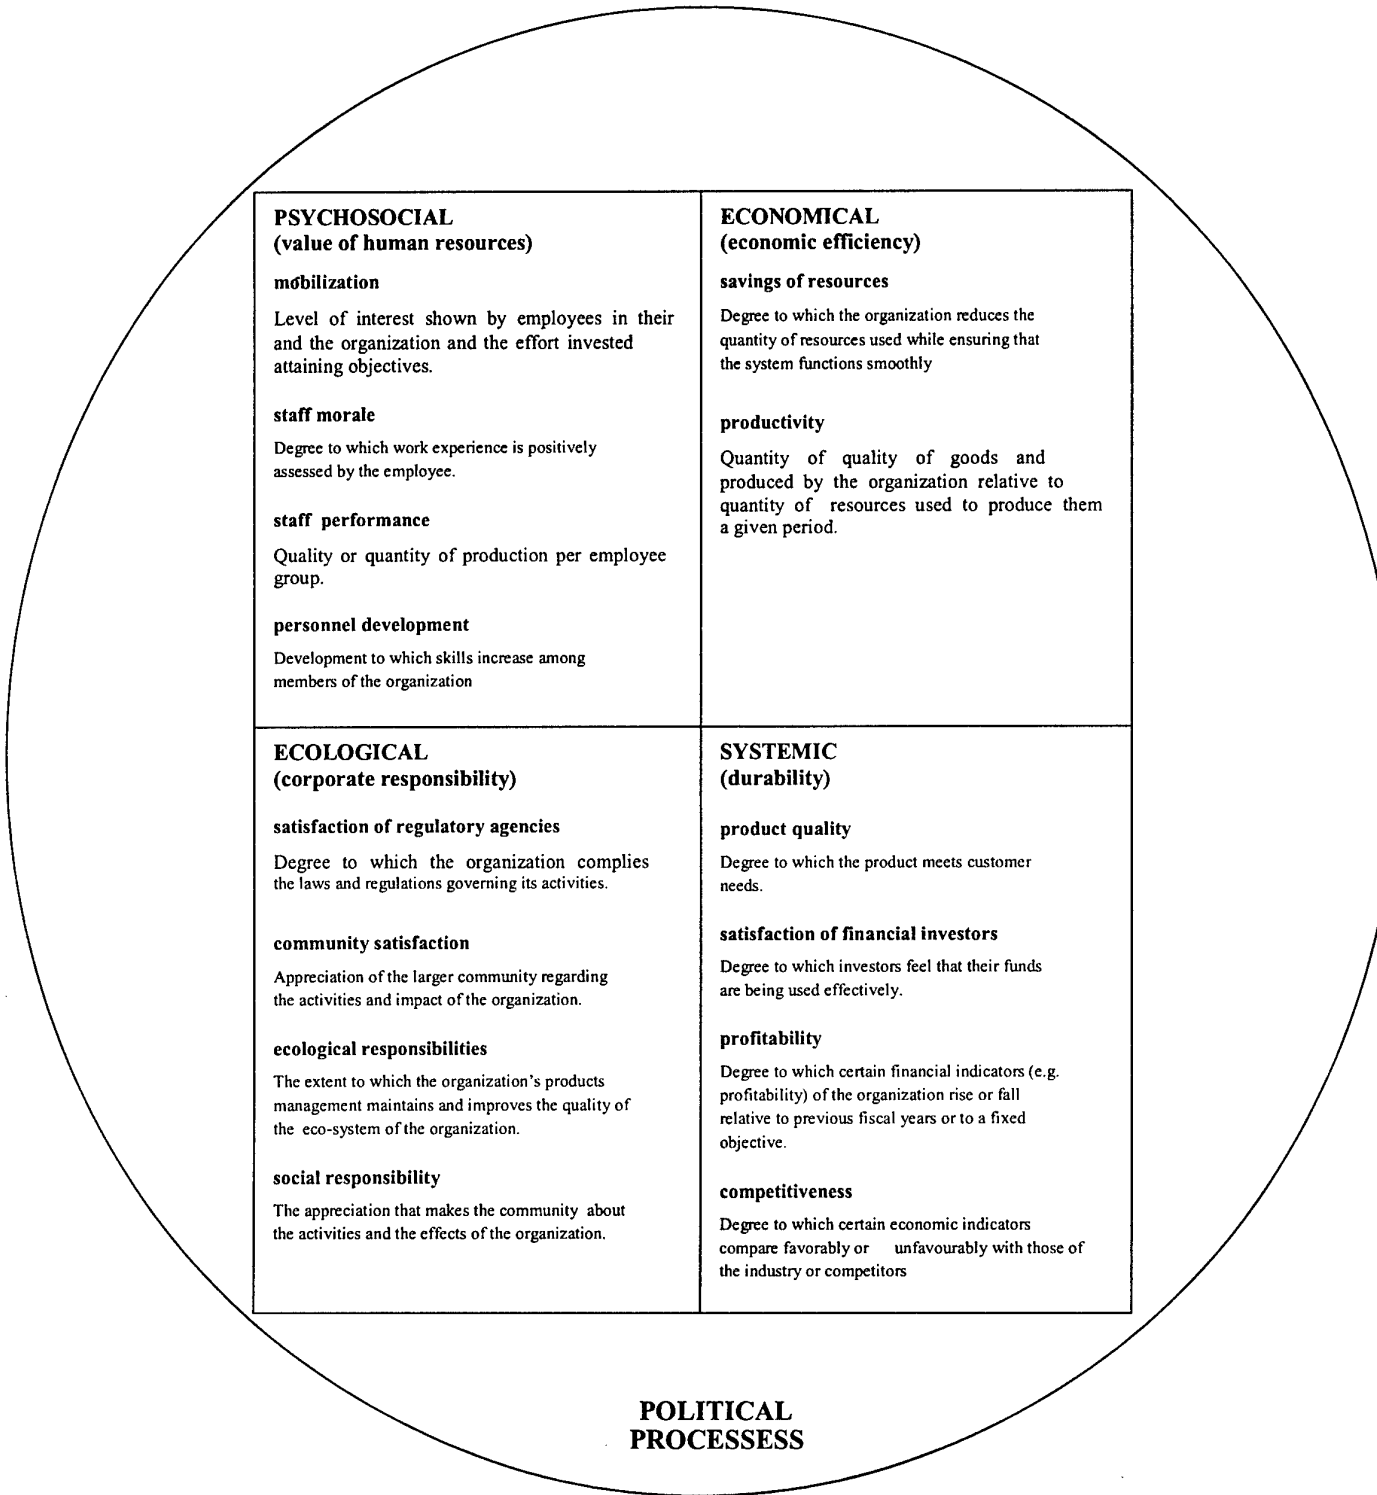 PSYCHOSOCIAL
(value of human resources)
mobilization
Level of interest shown by employees in their
and the organization and the effort invested
attaining objectives.
staff morale
Degree to which work experience is positively
assessed by the employee.
staff performance
Quality or quantity of production per employee
group.
personnel development
Development to which skills increase among
members of the organization
ECONOMICAL
(economic efficiency)
savings of resources
Degree to which the organization reduces the
quantity of resources used while ensuring that
the system functions smoothly
productivity
Quantity of quality of goods and
produced by the organization relative to
quantity of resources used to produce them
a given period.
ECOLOGICAL
(corporate responsibility)
satisfaction of regulatory agencies
Degree to which the organization complies
the laws and regulations governing its activities.
community satisfaction
Appreciation of the larger community regarding
the activities and impact of the organization.
ecological responsibilities
The extent to which the organization's products
management maintains and improves the quality of
the eco-system of the organization.
social responsibility
The appreciation that makes the community about
the activities and the effects of the organization.
SYSTEMIC
(durability)
product quality
Degree to which the product meets customer
needs.
satisfaction of financial investors
Degree to which investors feel that their funds
are being used effectively.
profitability
Degree to which certain financial indicators (e.g.
profitability) of the organization rise or fall
relative to previous fiscal years or to a fixed
objective.
competitiveness
Degree to which certain economic indicators
compare favorably or unfavourably with those of
the industry or competitors
POLITICAL
PROCESSESS